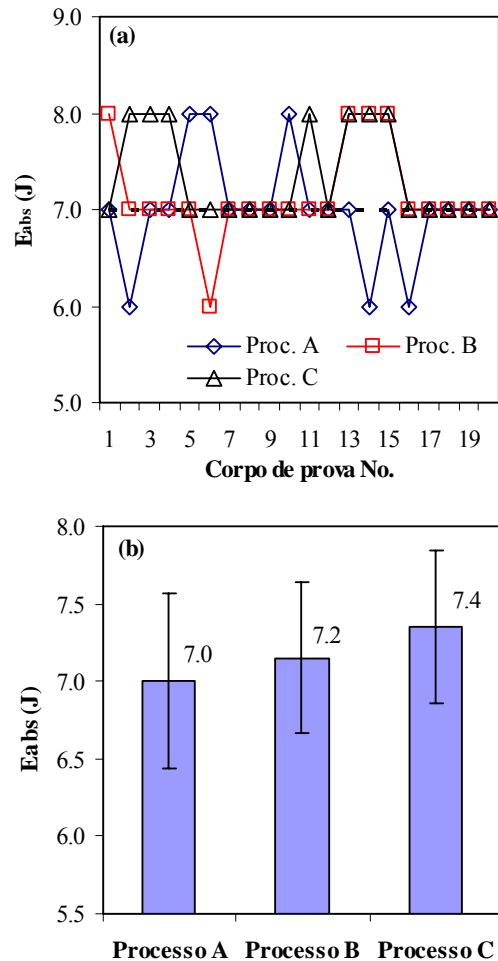 (a)
9.0
8.0
7.0
6.0
5.0
Eabs (J)
Proc. A
Proc. B
Proc. C
1 3 5 7 9 11 13 15 17 19
Corpo de prova No.
(b)
8.0
7.5
7.0
6.5
6.0
5.5
Eabs (J)
7.0
7.2
7.4
Processo A Processo B Processo C